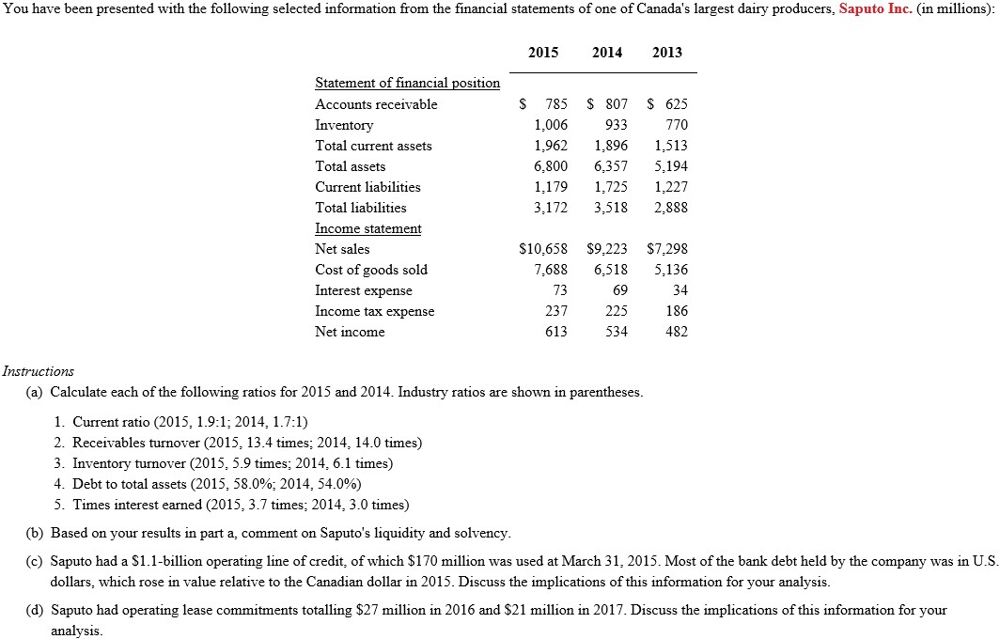 You have been presented with the following selected information from the financial statements of one of Canada's largest dairy producers, Saputo Inc. (in millions):
2015 2014 2013
Statement of financial position
Accounts receivable $ 785 $ 807 $ 625
Inventory 1,006 933 770
Total current assets 1,962 1,896 1,513
Total assets 6,800 6,357 5,194
Current liabilities 1,179 1,725 1,227
Total liabilities 3,172 3,518 2,888
Income statement
Net sales $10,658 $9,223 $7,298
Cost of goods sold 7,688 6,518 5,136
Interest expense 73 69 34
Income tax expense 237 225 186
Net income 613 534 482
Instructions
(a) Calculate each of the following ratios for 2015 and 2014. Industry ratios are shown in parentheses.
1. Current ratio (2015, 1.9:1; 2014, 1.7:1)
2. Receivables turnover (2015, 13.4 times; 2014, 14.0 times)
3. Inventory turnover (2015, 5.9 times; 2014, 6.1 times)
4. Debt to total assets (2015, 58.0%; 2014, 54.0%)
5. Times interest earned (2015, 3.7 times; 2014, 3.0 times)
(b) Based on your results in part a, comment on Saputo's liquidity and solvency.
(c) Saputo had a $1.1-billion operating line of credit, of which $170 million was used at March 31, 2015. Most of the bank debt held by the company was in U.S.
dollars, which rose in value relative to the Canadian dollar in 2015. Discuss the implications of this information for your analysis.
(d) Saputo had operating lease commitments totalling $27 million in 2016 and $21 million in 2017. Discuss the implications of this information for your
analysis.